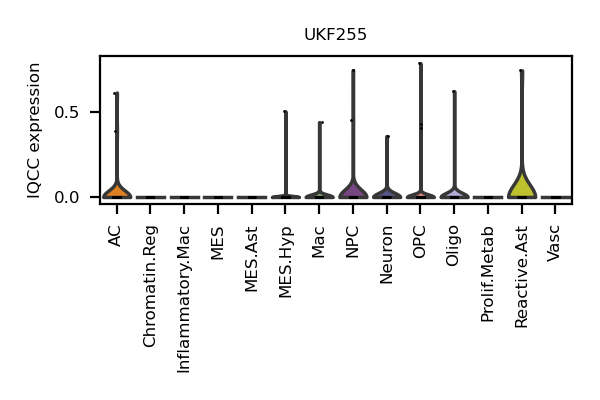 UKF255
IQCC expression
0.5
0.0
AC
Chromatin.Reg
Inflammatory.Mac
MES
MES.Ast
MES.Hyp
Mac
NPC
Neuron
OPC
Oligo
Prolif.Metab
Reactive.Ast
Vasc